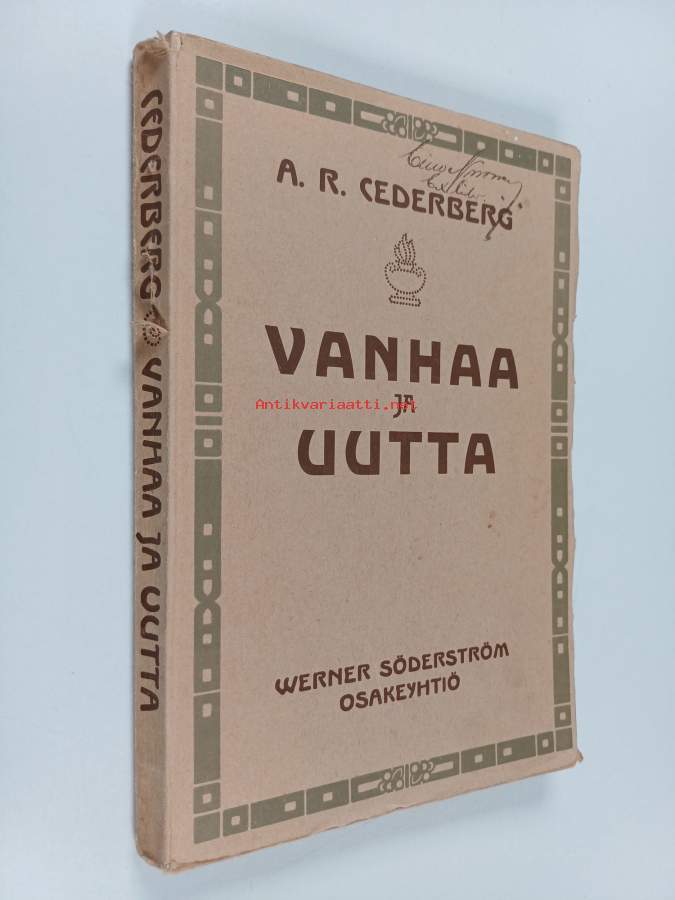 CEDERBERG VANHAA JA UUTTA
A. R. CEDERBERG
VANHAA
JA
Antikvariaatti.net
UUTTA
WERNER SÖDERSTRÖM
OSAKEYHTIÖ